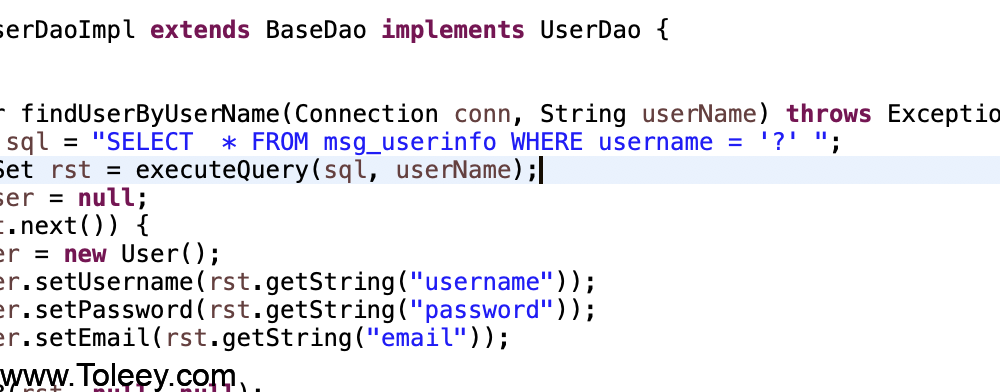 serDaoImpl extends BaseDao implements UserDao {
r findUserByUserName(Connection conn, String userName) throws Exceptio
sql = "SELECT  * FROM msg_userinfo WHERE username = '?' ";
Set rst = executeQuery(sql, userName);
ser = null;
t.next()) {
er = new User();
er.setUsername(rst.getString("username"));
er.setPassword(rst.getString("password"));
er.setEmail(rst.getString("email"));
www.Toleey.com